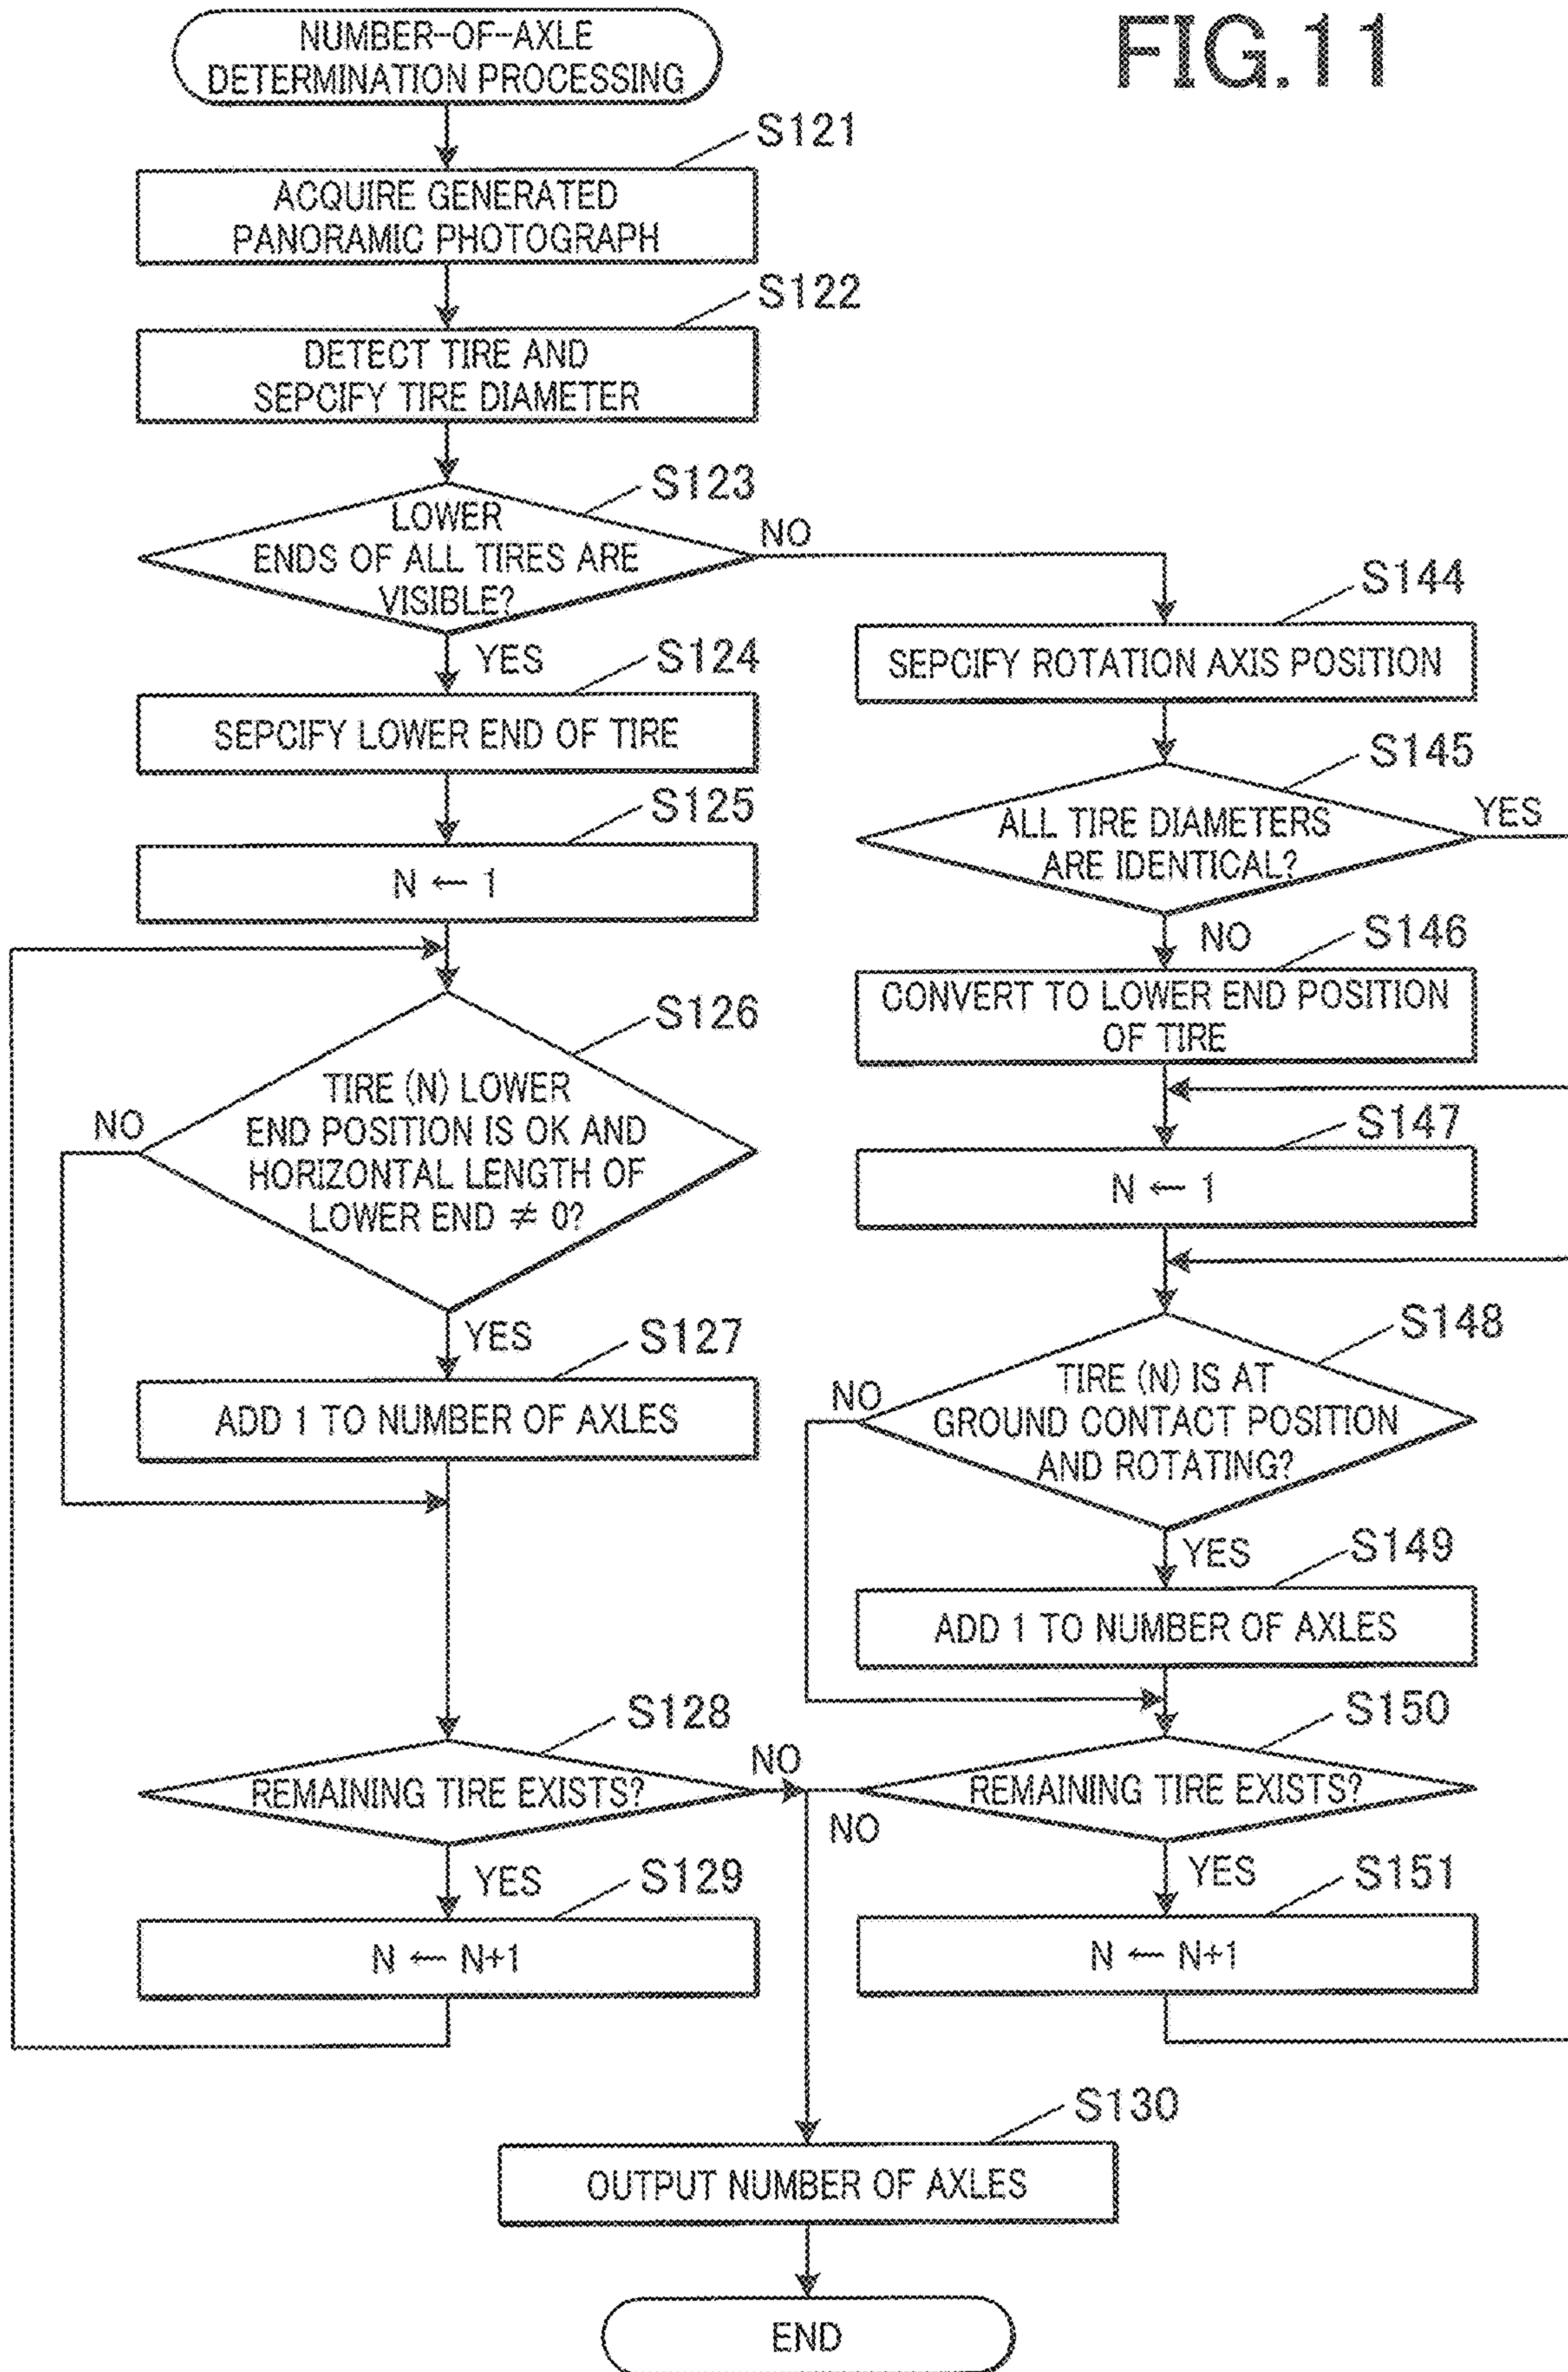 FIG.11
NUMBER-OF-AXLE
DETERMINATION PROCESSING
S121
ACQUIRE GENERATED
PANORAMIC PHOTOGRAPH
S122
DETECT TIRE AND
SEPCIFY TIRE DIAMETER
S123
LOWER
ENDS OF ALL TIRES ARE
VISIBLE?
NO
YES
S124
SEPCIFY LOWER END OF TIRE
S125
N ← 1
S126
TIRE (N) LOWER
END POSITION IS OK AND
HORIZONTAL LENGTH OF
LOWER END ≠ 0?
NO
YES
S127
ADD 1 TO NUMBER OF AXLES
S128
REMAINING TIRE EXISTS?
NO
YES
S129
N ← N+1
S144
SEPCIFY ROTATION AXIS POSITION
S145
ALL TIRE DIAMETERS
ARE IDENTICAL?
YES
NO
S146
CONVERT TO LOWER END POSITION
OF TIRE
S147
N ← 1
S148
TIRE (N) IS AT
GROUND CONTACT POSITION
AND ROTATING?
NO
YES
S149
ADD 1 TO NUMBER OF AXLES
S150
REMAINING TIRE EXISTS?
NO
YES
S151
N ← N+1
S130
OUTPUT NUMBER OF AXLES
END